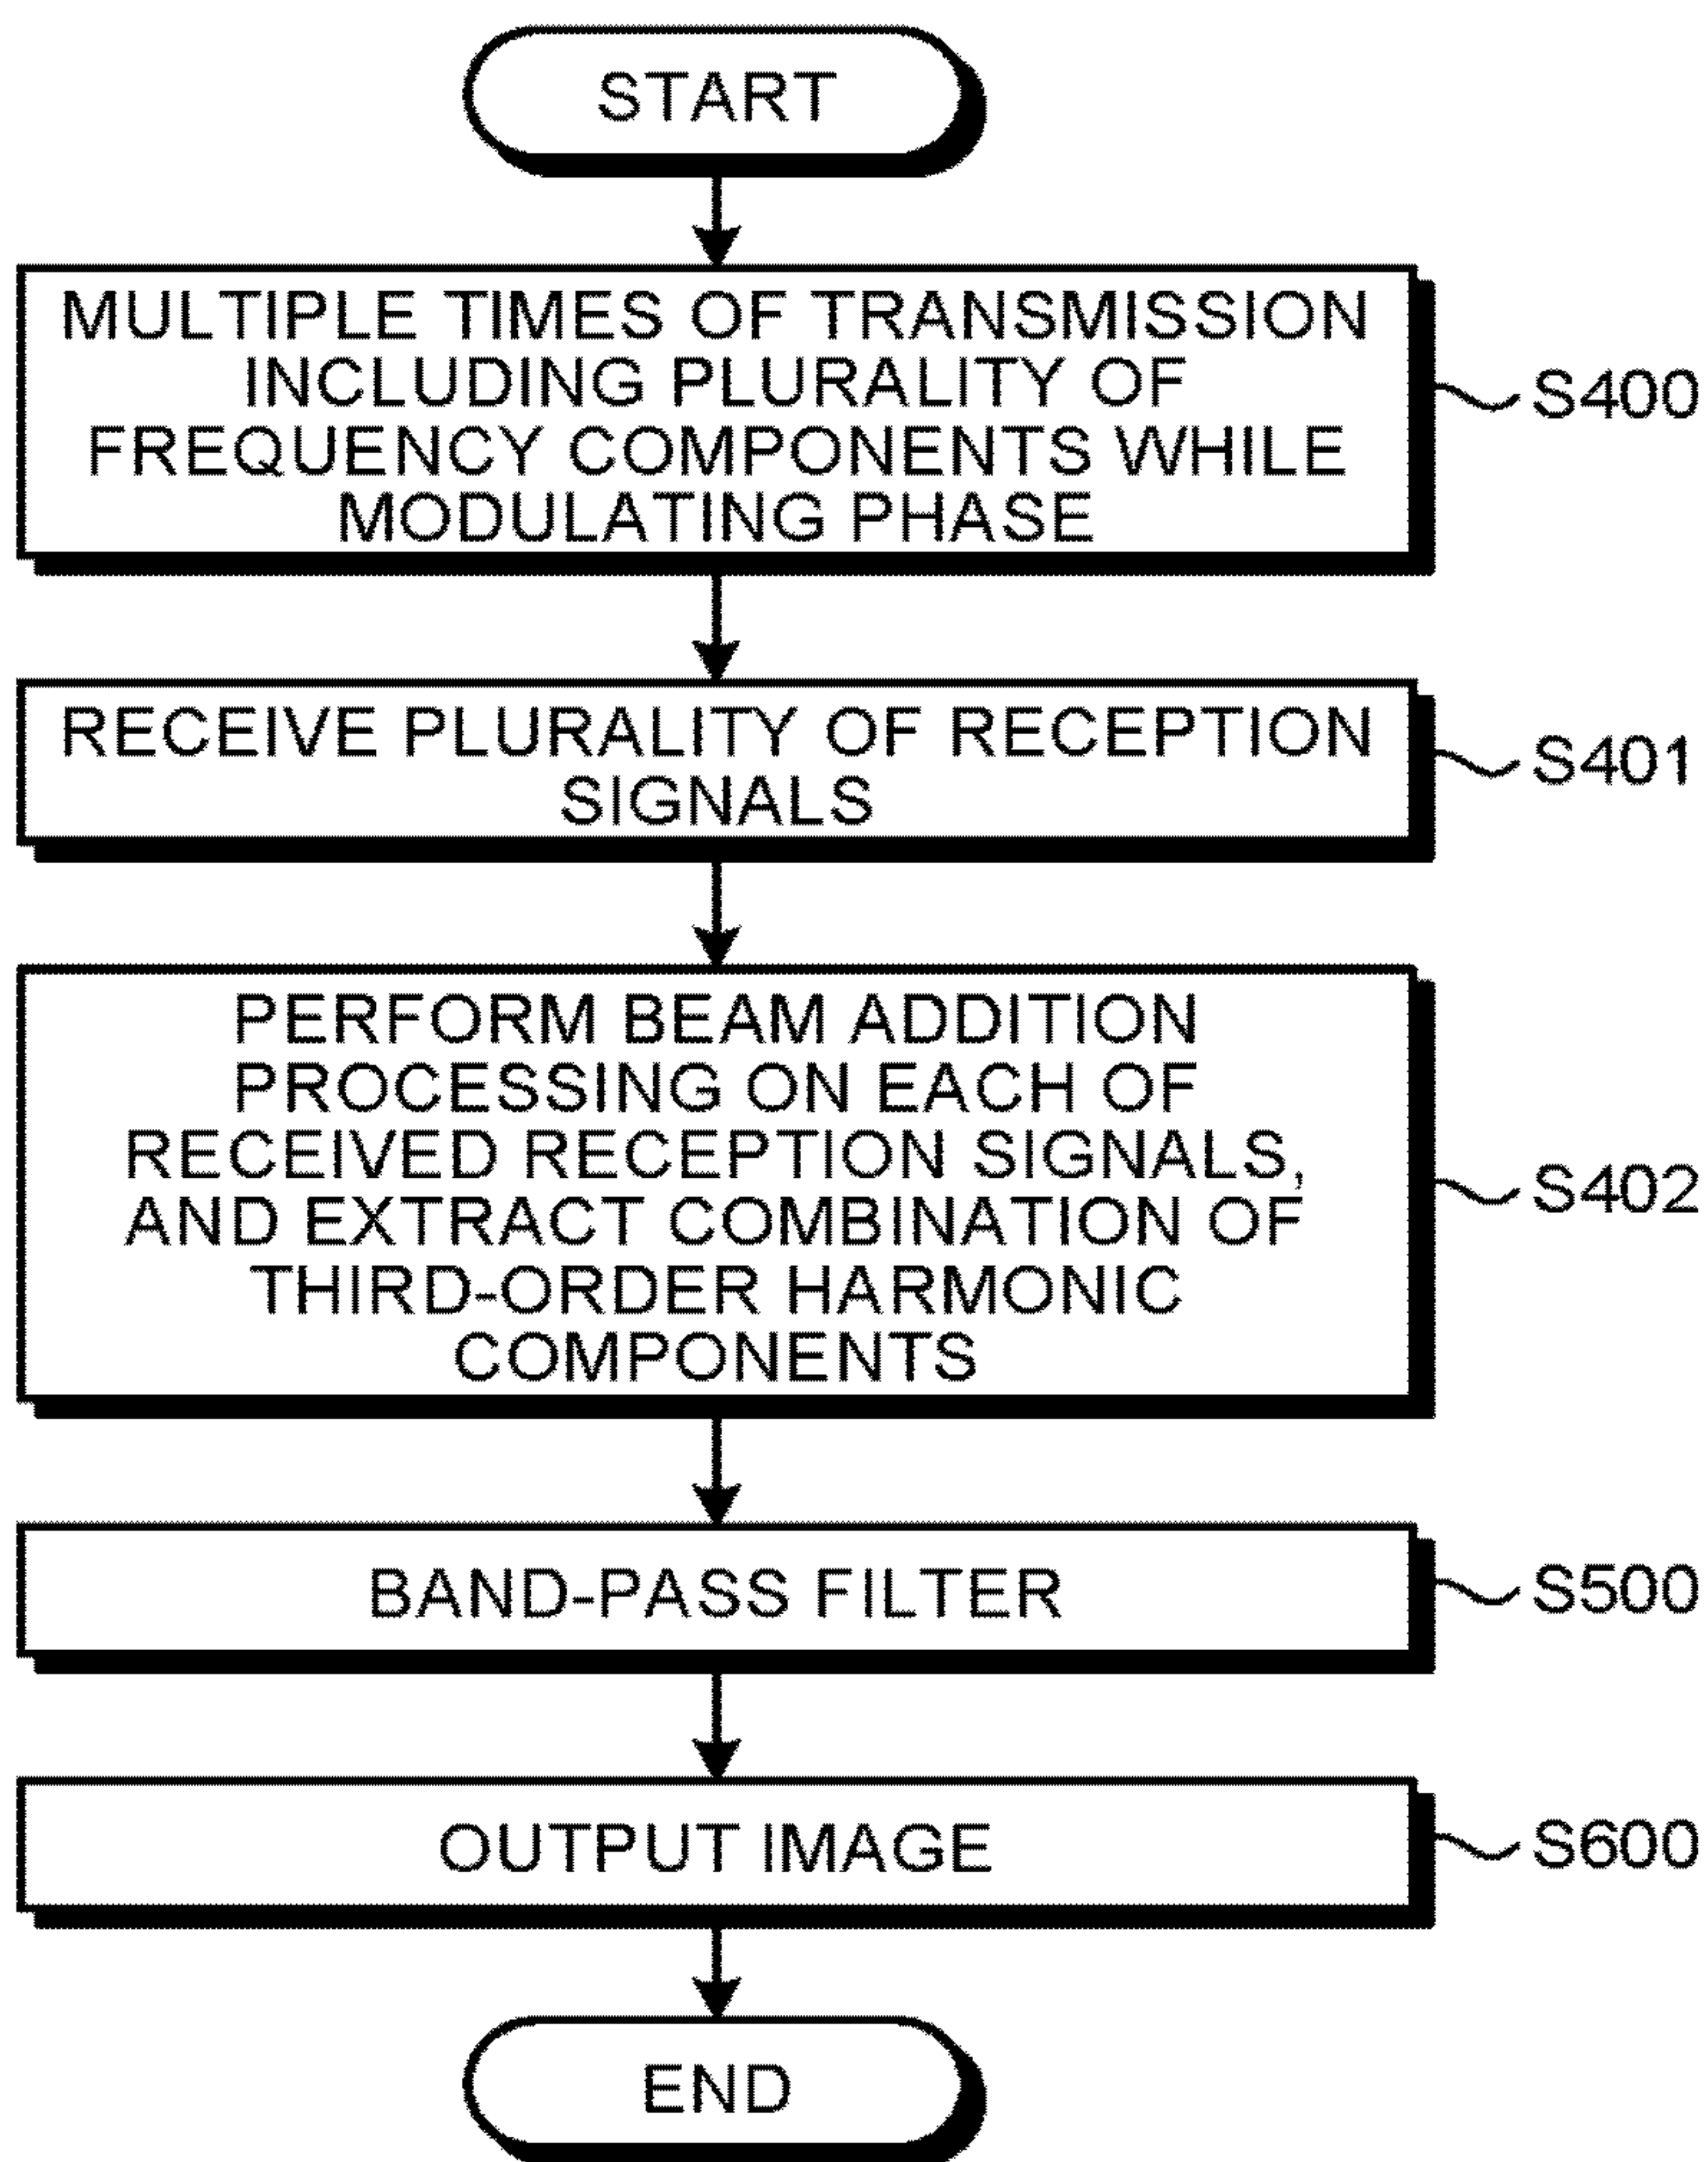 START
MULTIPLE TIMES OF TRANSMISSION
INCLUDING PLURALITY OF
FREQUENCY COMPONENTS WHILE
MODULATING PHASE
S400
RECEIVE PLURALITY OF RECEPTION
SIGNALS
S401
PERFORM BEAM ADDITION
PROCESSING ON EACH OF
RECEIVED RECEPTION SIGNALS,
AND EXTRACT COMBINATION OF
THIRD-ORDER HARMONIC
COMPONENTS
S402
BAND-PASS FILTER
S500
OUTPUT IMAGE
S600
END